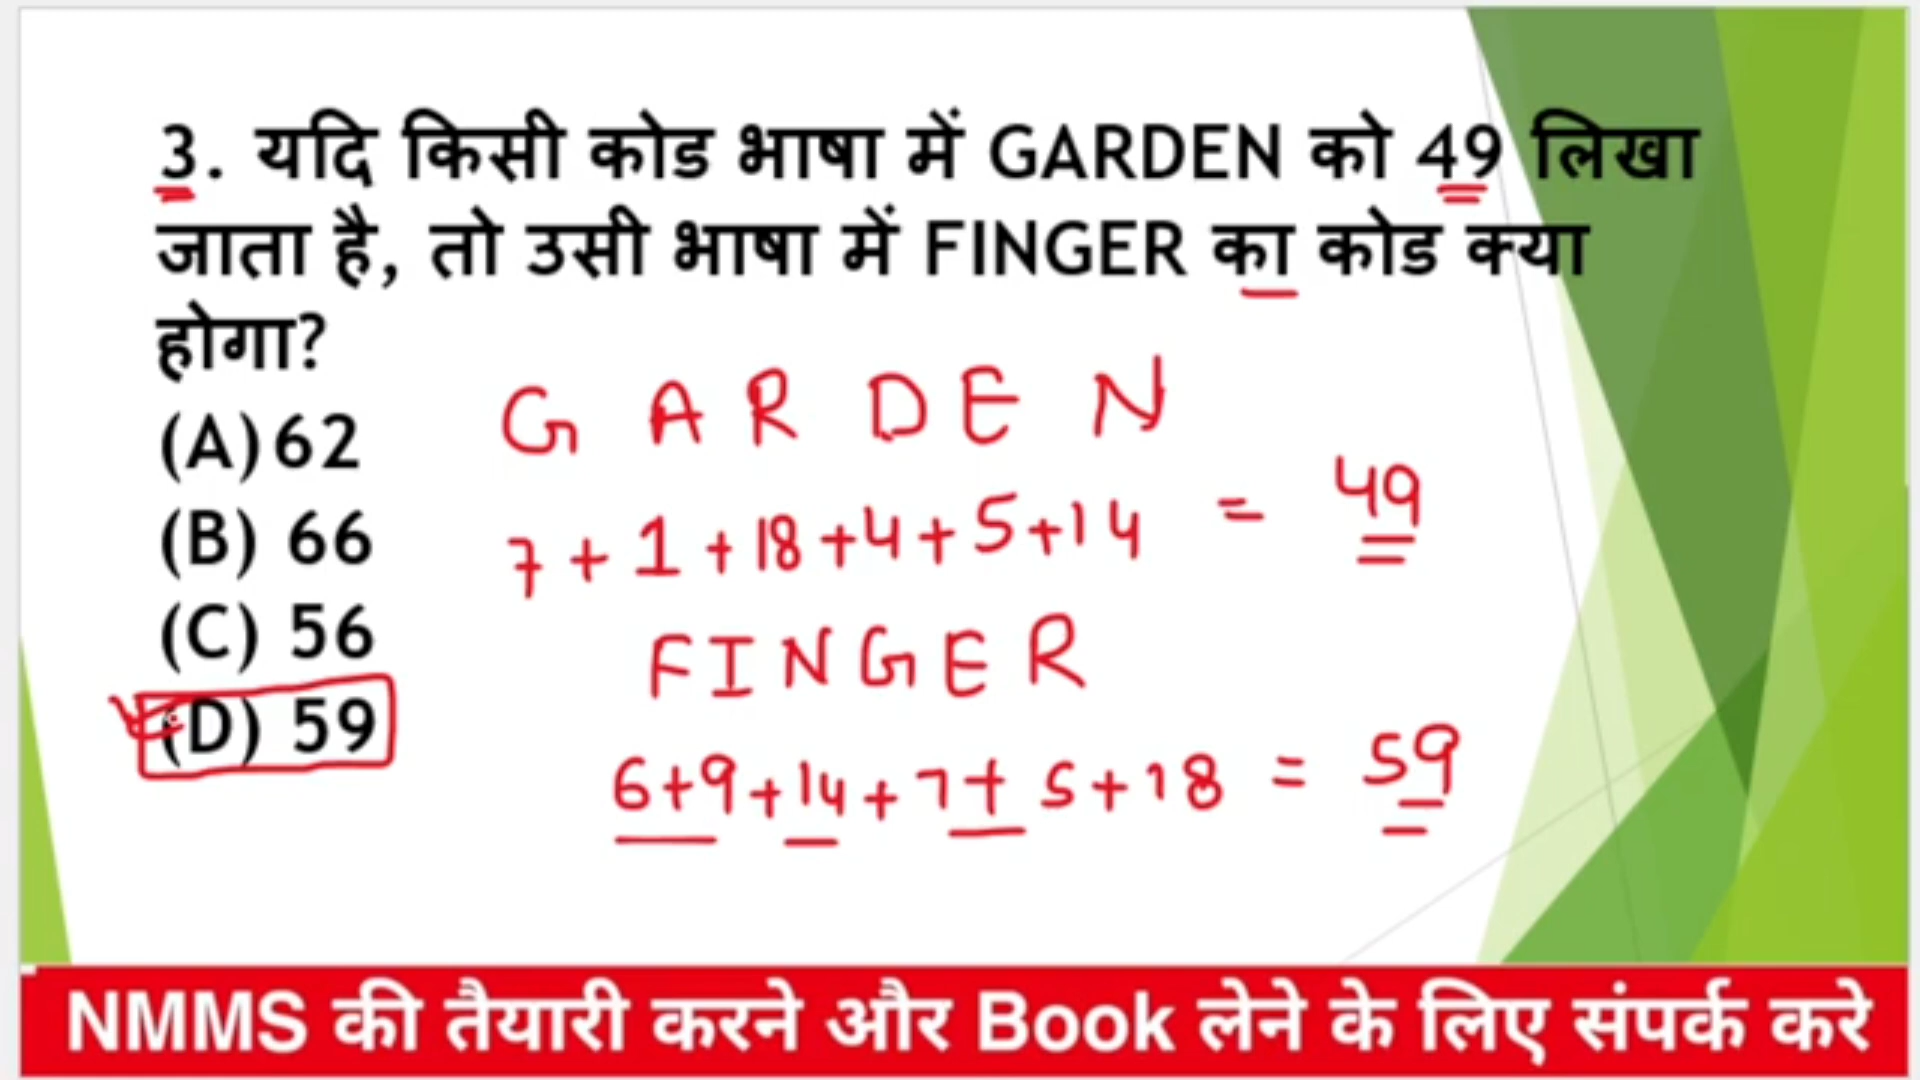 3. यदि किसी कोड भाषा में GARDEN को 49 लिखा
जाता है, तो उसी भाषा में FINGER का कोड क्या
होगा?
(A) 62
(B) 66
(C) 56
(D) 59
G A R D E N
7 + 1 + 18 + 4 + 5 + 14 = 49
F I N G E R
6 + 9 + 14 + 7 + 5 + 18 = 59
NMMS की तैयारी करने और Book लेने के लिए संपर्क करे